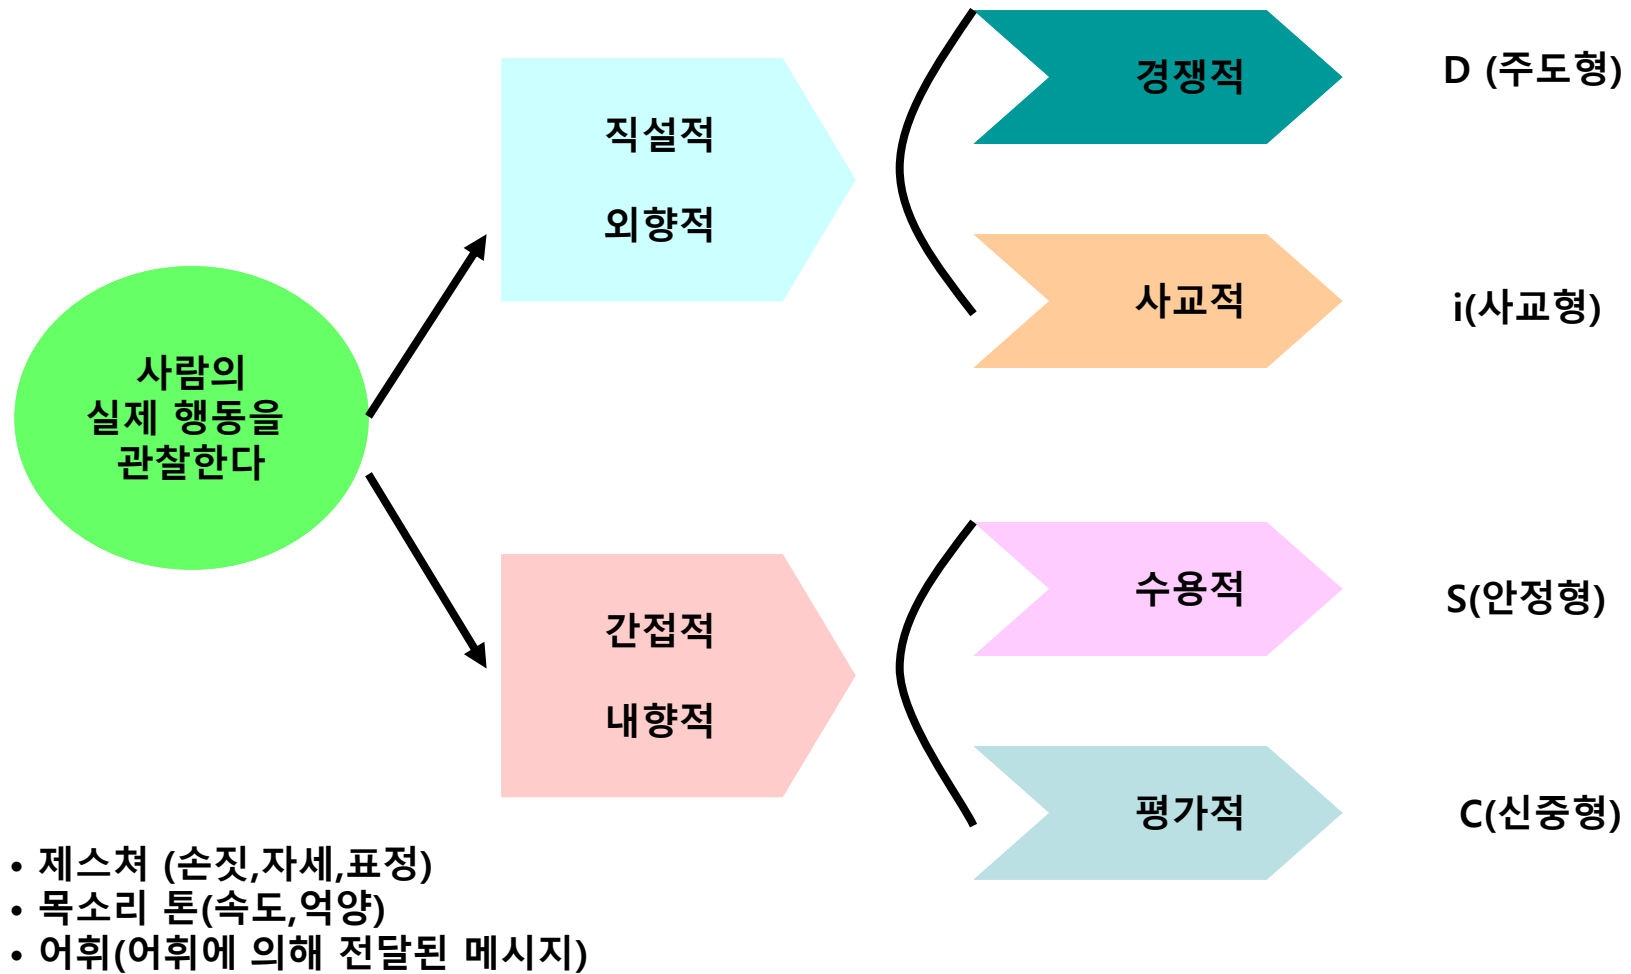 사람의
실제 행동을
관찰한다
직설적
외향적
간접적
내향적
경쟁적
D (주도형)
사교적
i(사교형)
수용적
S(안정형)
평가적
C(신중형)
• 제스쳐 (손짓,자세,표정)
• 목소리 톤(속도,억양)
• 어휘(어휘에 의해 전달된 메시지)